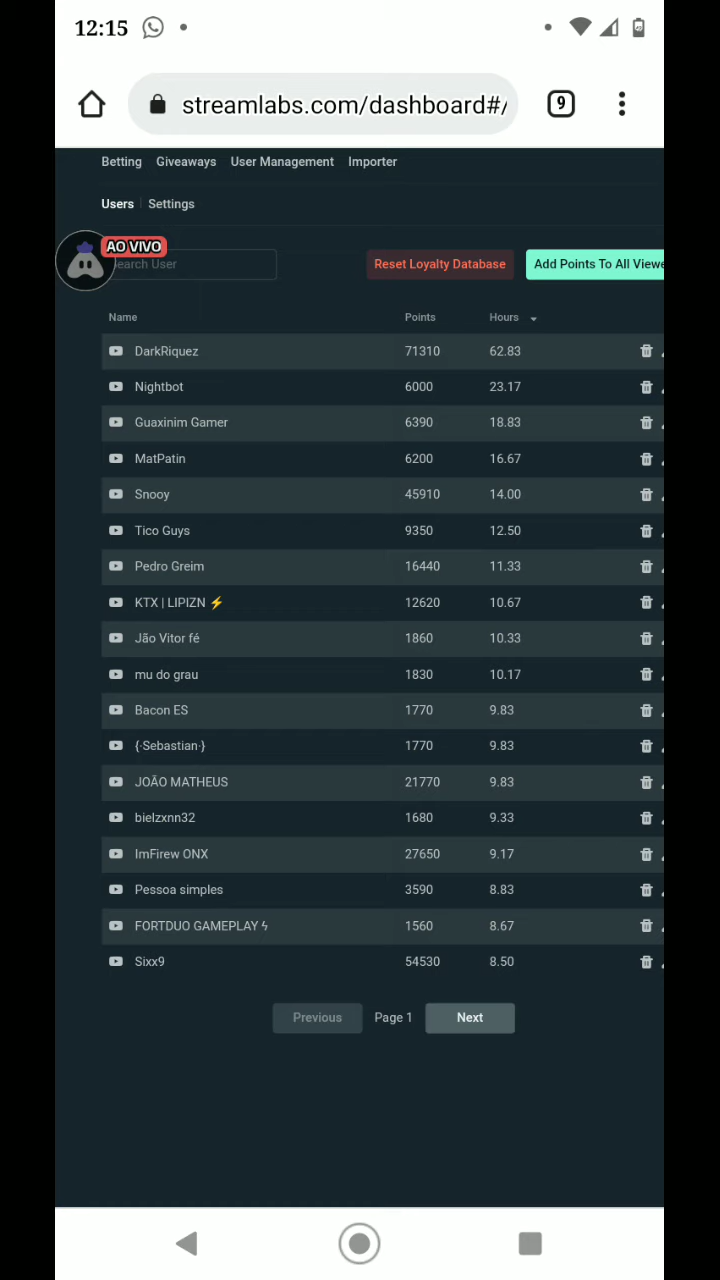 12:15
streamlabs.com/dashboard#/
9
Betting Giveaways User Management Importer
Users Settings
AO VIVO
earch User Reset Loyalty Database Add Points To All Viewe
Name Points Hours
DarkRiquez 71310 62.83
Nightbot 6000 23.17
Guaxinim Gamer 6390 18.83
MatPatin 6200 16.67
Snooy 45910 14.00
Tico Guys 9350 12.50
Pedro Greim 16440 11.33
KTX | LIPIZN ⚡ 12620 10.67
Jão Vitor fé 1860 10.33
mu do grau 1830 10.17
Bacon ES 1770 9.83
{·Sebastian·} 1770 9.83
JOÃO MATHEUS 21770 9.83
bielzxnn32 1680 9.33
ImFirew ONX 27650 9.17
Pessoa simples 3590 8.83
FORTDUO GAMEPLAY ϟ 1560 8.67
Sixx9 54530 8.50
Previous Page 1 Next